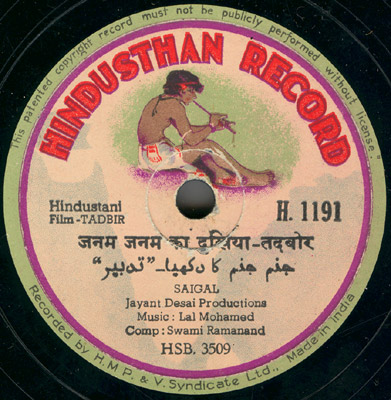 This patented copyright record must not be publicly performed without license.
HINDUSTHAN RECORD
Hindustani
Film -TADBIR
H. 1191
जनम जनम का दुखिया-तदबीर
جنم جنم کا دکھیا۔"تدبیر"
SAIGAL
Jayant Desai Productions
Music : Lal Mohamed
Comp : Swami Ramanand
HSB. 3509
Recorded by H.M.P. & V. Syndicate Ltd., Made in India